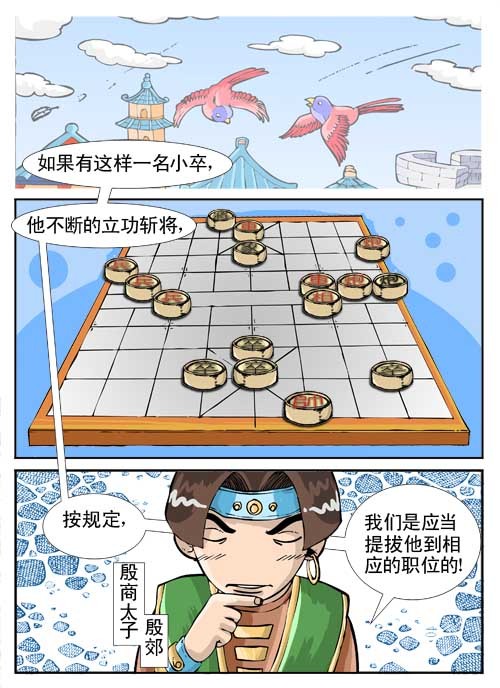 如果有这样一名小卒，
他不断的立功斩将，
按规定，
我们是应当
提拔他到相
应的职位的!
殷商太子
殷郊